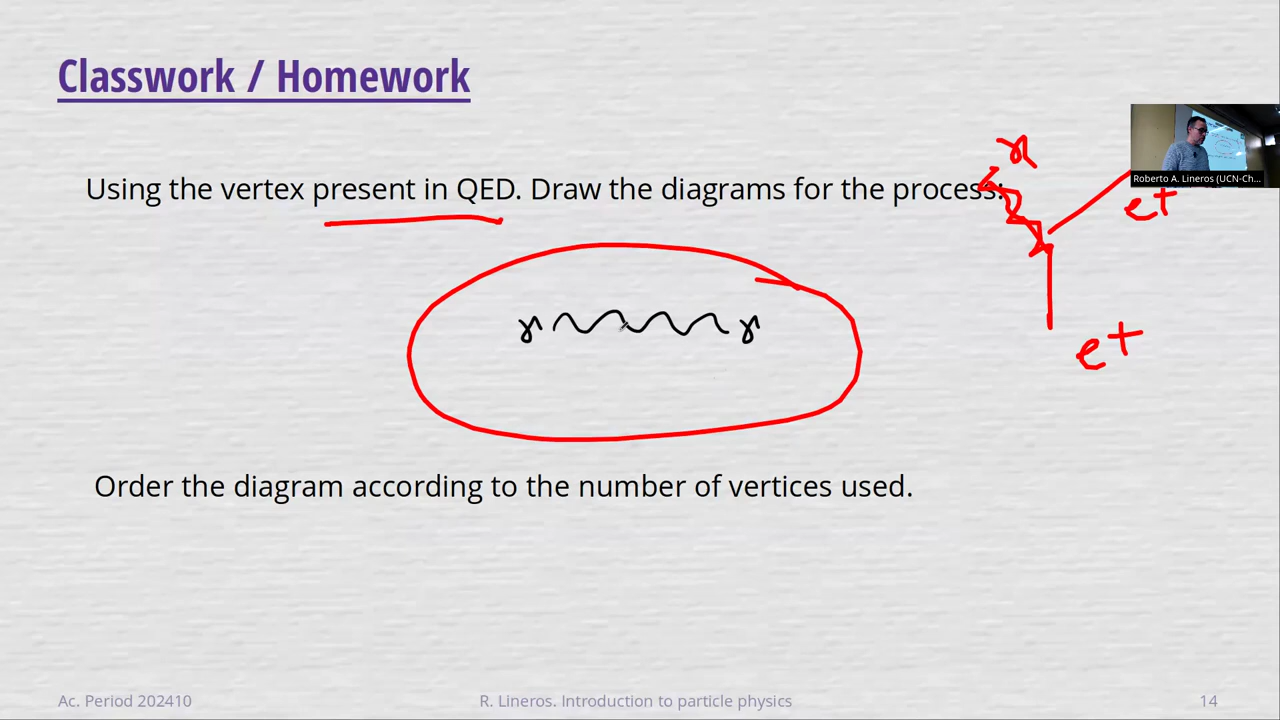 Classwork / Homework
Using the vertex present in QED. Draw the diagrams for the process:
γ
Roberto A. Lineros (UCN-Ch...
e+
γ γ
e+
Order the diagram according to the number of vertices used.
Ac. Period 202410 R. Lineros. Introduction to particle physics 14